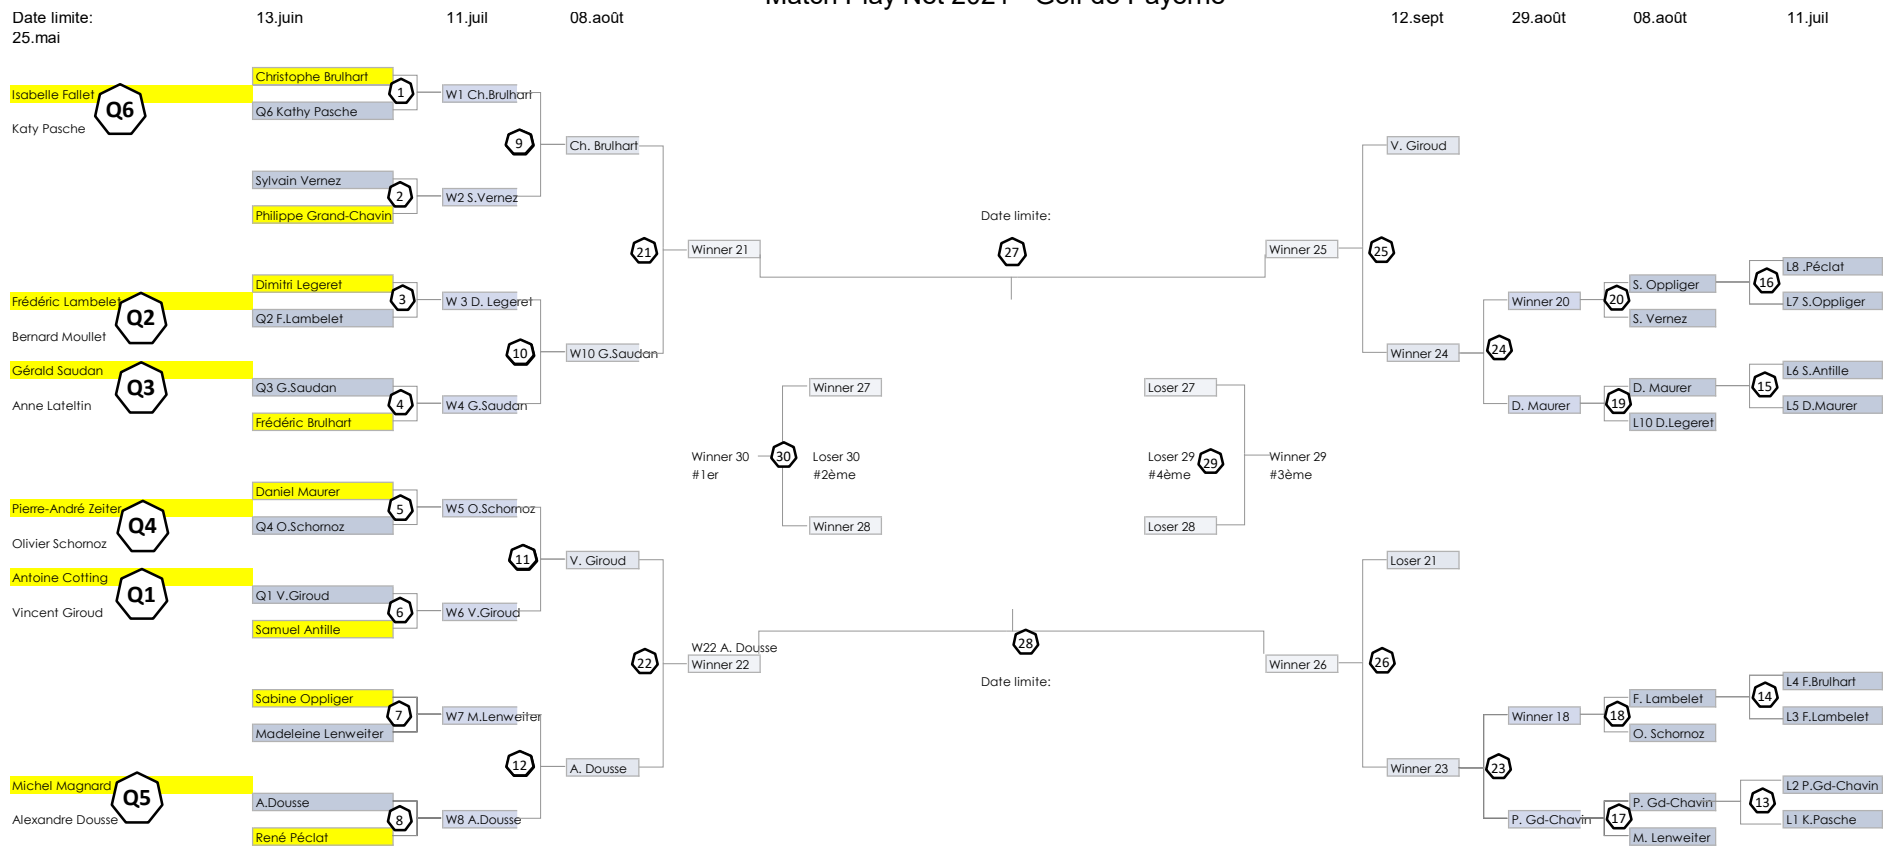 Match Play Net 2021 - Golf de Payerne
Date limite:
25.mai
13.juin
11.juil
08.août
12.sept
29.août
08.août
11.juil
Isabelle Fallet
Q6
Katy Pasche
Christophe Brulhart
1
Q6 Kathy Pasche
W1 Ch.Brulhart
9
Ch. Brulhart
Sylvain Vernez
2
Philippe Grand-Chavin
W2 S.Vernez
21
Winner 21
Frédéric Lambelet
Q2
Bernard Moullet
Dimitri Legeret
3
Q2 F.Lambelet
W 3 D. Legeret
10
W10 G.Saudan
Gérald Saudan
Q3
Anne Lateltin
Q3 G.Saudan
4
Frédéric Brulhart
W4 G.Saudan
Pierre-André Zeiter
Q4
Olivier Schornoz
Daniel Maurer
5
Q4 O.Schornoz
W5 O.Schornoz
11
V. Giroud
Antoine Cotting
Q1
Vincent Giroud
Q1 V.Giroud
6
Samuel Antille
W6 V.Giroud
22
W22 A. Dousse
Winner 22
Sabine Oppliger
7
Madeleine Lenweiter
W7 M.Lenweiter
12
A. Dousse
Michel Magnard
Q5
Alexandre Dousse
A.Dousse
8
René Péclat
W8 A.Dousse
Date limite:
27
Winner 27
Winner 30
#1er
30
Loser 30
#2ème
Winner 28
Loser 27
Loser 29
#4ème
29
Winner 29
#3ème
Loser 28
28
Date limite:
V. Giroud
Winner 25
25
Winner 24
24
Winner 20
20
S. Oppliger
S. Vernez
16
L8 .Péclat
L7 S.Oppliger
D. Maurer
19
D. Maurer
L10 D.Legeret
15
L6 S.Antille
L5 D.Maurer
Loser 21
Winner 26
26
Winner 23
23
Winner 18
18
F. Lambelet
O. Schornoz
14
L4 F.Brulhart
L3 F.Lambelet
P. Gd-Chavin
17
P. Gd-Chavin
M. Lenweiter
13
L2 P.Gd-Chavin
L1 K.Pasche